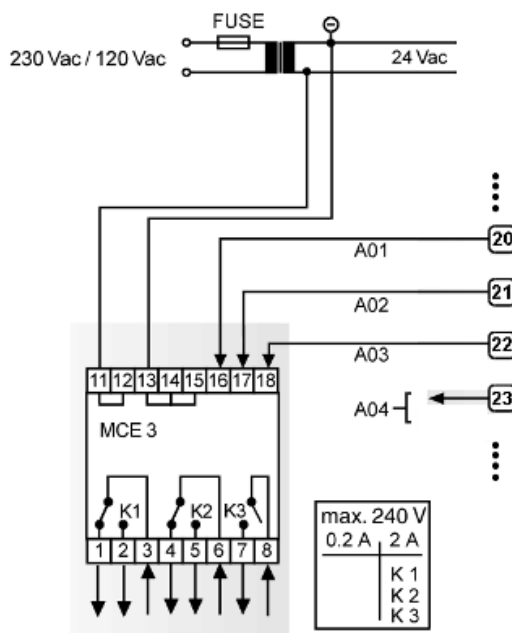 FUSE
230 Vac / 120 Vac
24 Vac
20
A01
21
A02
22
A03
23
A04
11 12 13 14 15 16 17 18
MCE 3
K1 K2 K3
1 2 3 4 5 6 7 8
max. 240 V
0.2 A 2 A
K 1
K 2
K 3